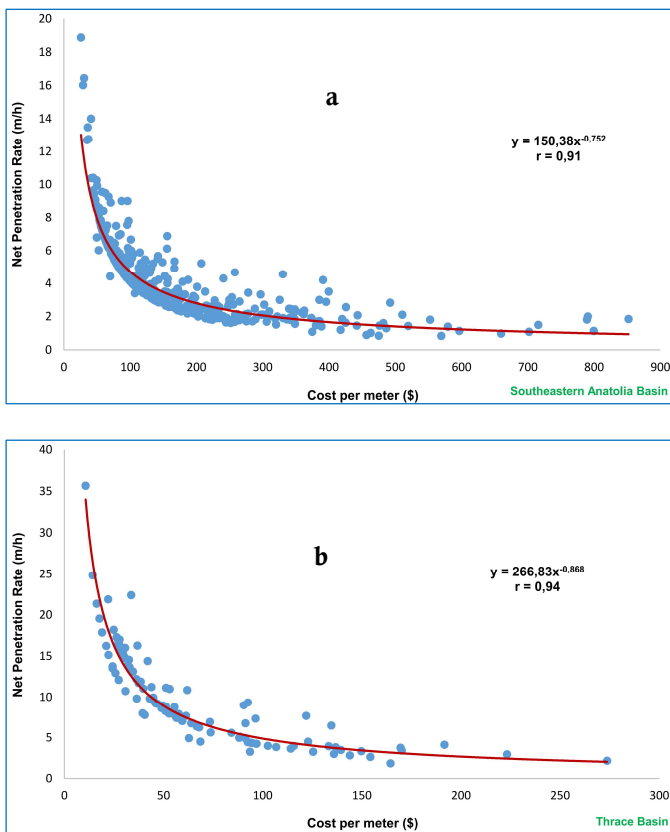 20
18
16
14
12
10
8
6
4
2
0
Net Penetration Rate (m/h)
a
y = 150,38x^-0,752
r = 0,91
0 100 200 300 400 500 600 700 800 900
Cost per meter ($)
Southeastern Anatolia Basin
40
35
30
25
20
15
10
5
0
Net Penetration Rate (m/h)
b
y = 266,83x^-0,868
r = 0,94
0 50 100 150 200 250 300
Cost per meter ($)
Thrace Basin